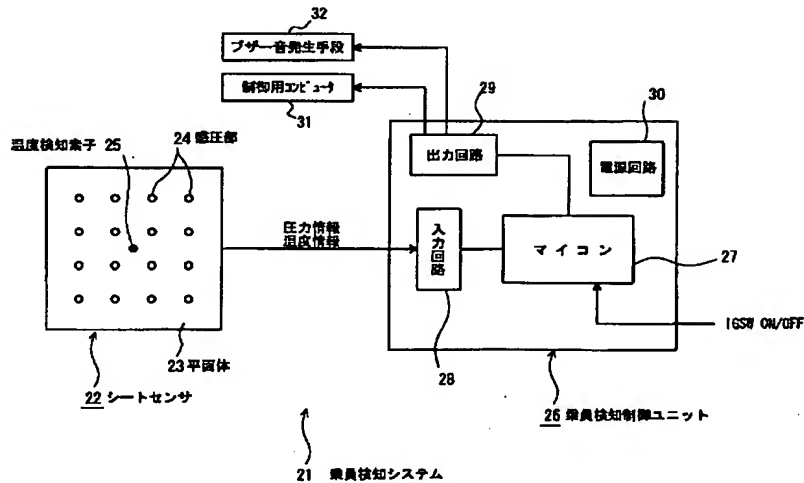 32
ブザー音発生手段
制御用コンピュータ
31
29
30
温度検知素子 25
24 感圧部
出力回路
電源回路
圧力情報
温度情報
入力回路
マイコン
27
28
IGSW ON/OFF
23 平面体
22 シートセンサ
26 乗員検知制御ユニット
21 乗員検知システム